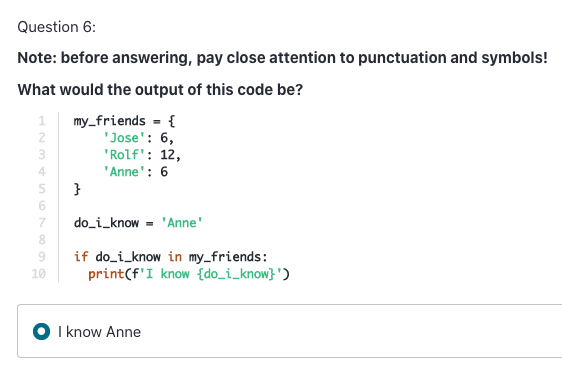 Question 6:
Note: before answering, pay close attention to punctuation and symbols!
What would the output of this code be?
1 my_friends = {
2     'Jose': 6,
3     'Rolf': 12,
4     'Anne': 6
5 }
6
7 do_i_know = 'Anne'
8
9 if do_i_know in my_friends:
10   print(f'I know {do_i_know}')
I know Anne